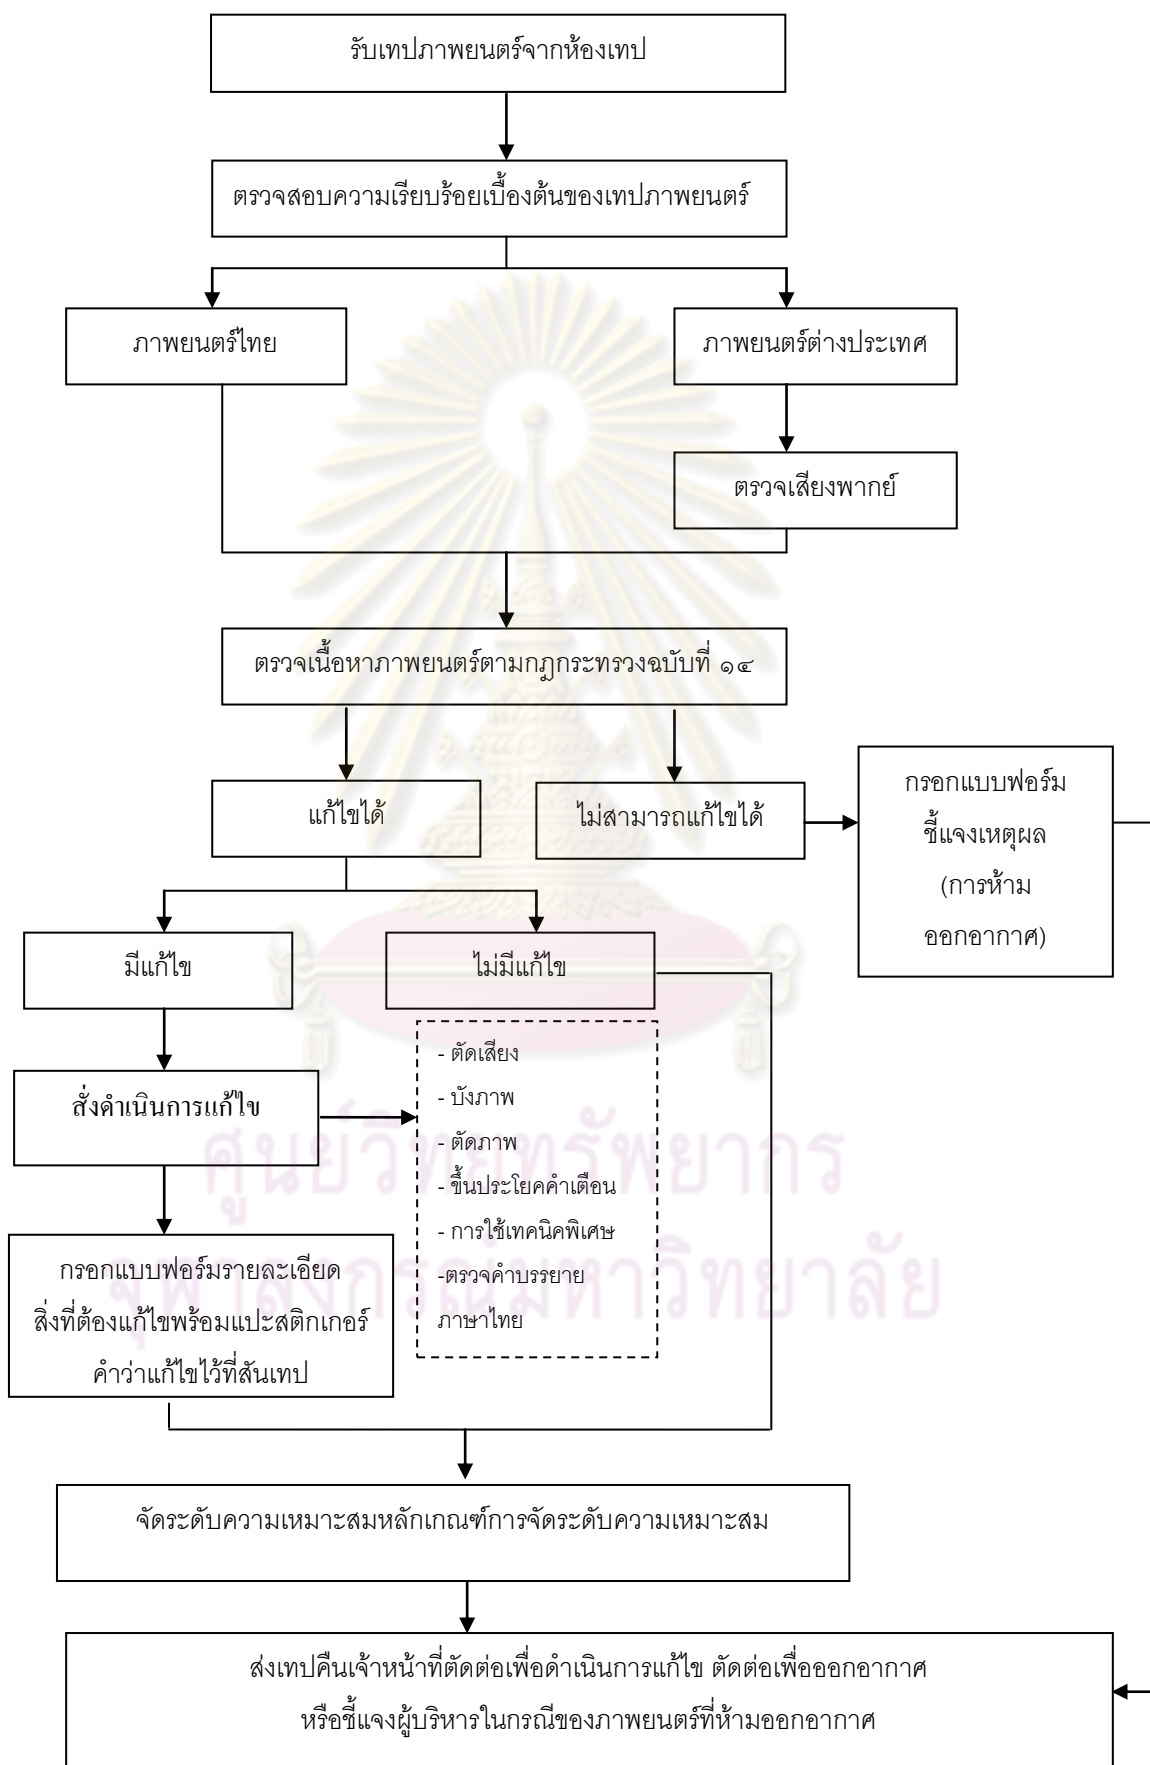 รับเทปภาพยนตร์จากห้องเทป
ตรวจสอบความเรียบร้อยเบื้องต้นของเทปภาพยนตร์
ภาพยนตร์ไทย
ภาพยนตร์ต่างประเทศ
ตรวจเสียงพากย์
ตรวจเนื้อหาภาพยนตร์ตามกฎกระทรวงฉบับที่ ๑๔
แก้ไขได้
ไม่สามารถแก้ไขได้
กรอกแบบฟอร์ม
ชี้แจงเหตุผล
(การห้าม
ออกอากาศ)
มีแก้ไข
ไม่มีแก้ไข
สั่งดำเนินการแก้ไข
- ตัดเสียง
- บังภาพ
- ตัดภาพ
- ขึ้นประโยคคำเตือน
- การใช้เทคนิคพิเศษ
-ตรวจคำบรรยาย
ภาษาไทย
กรอกแบบฟอร์มรายละเอียด
สิ่งที่ต้องแก้ไขพร้อมแปะสติกเกอร์
คำว่าแก้ไขไว้ที่สันเทป
ศูนย์วิทยทรัพยากร
จุฬาลงกรณ์มหาวิทยาลัย
จัดระดับความเหมาะสมหลักเกณฑ์การจัดระดับความเหมาะสม
ส่งเทปคืนเจ้าหน้าที่ตัดต่อเพื่อดำเนินการแก้ไข ตัดต่อเพื่อออกอากาศ
หรือชี้แจงผู้บริหารในกรณีของภาพยนตร์ที่ห้ามออกอากาศ